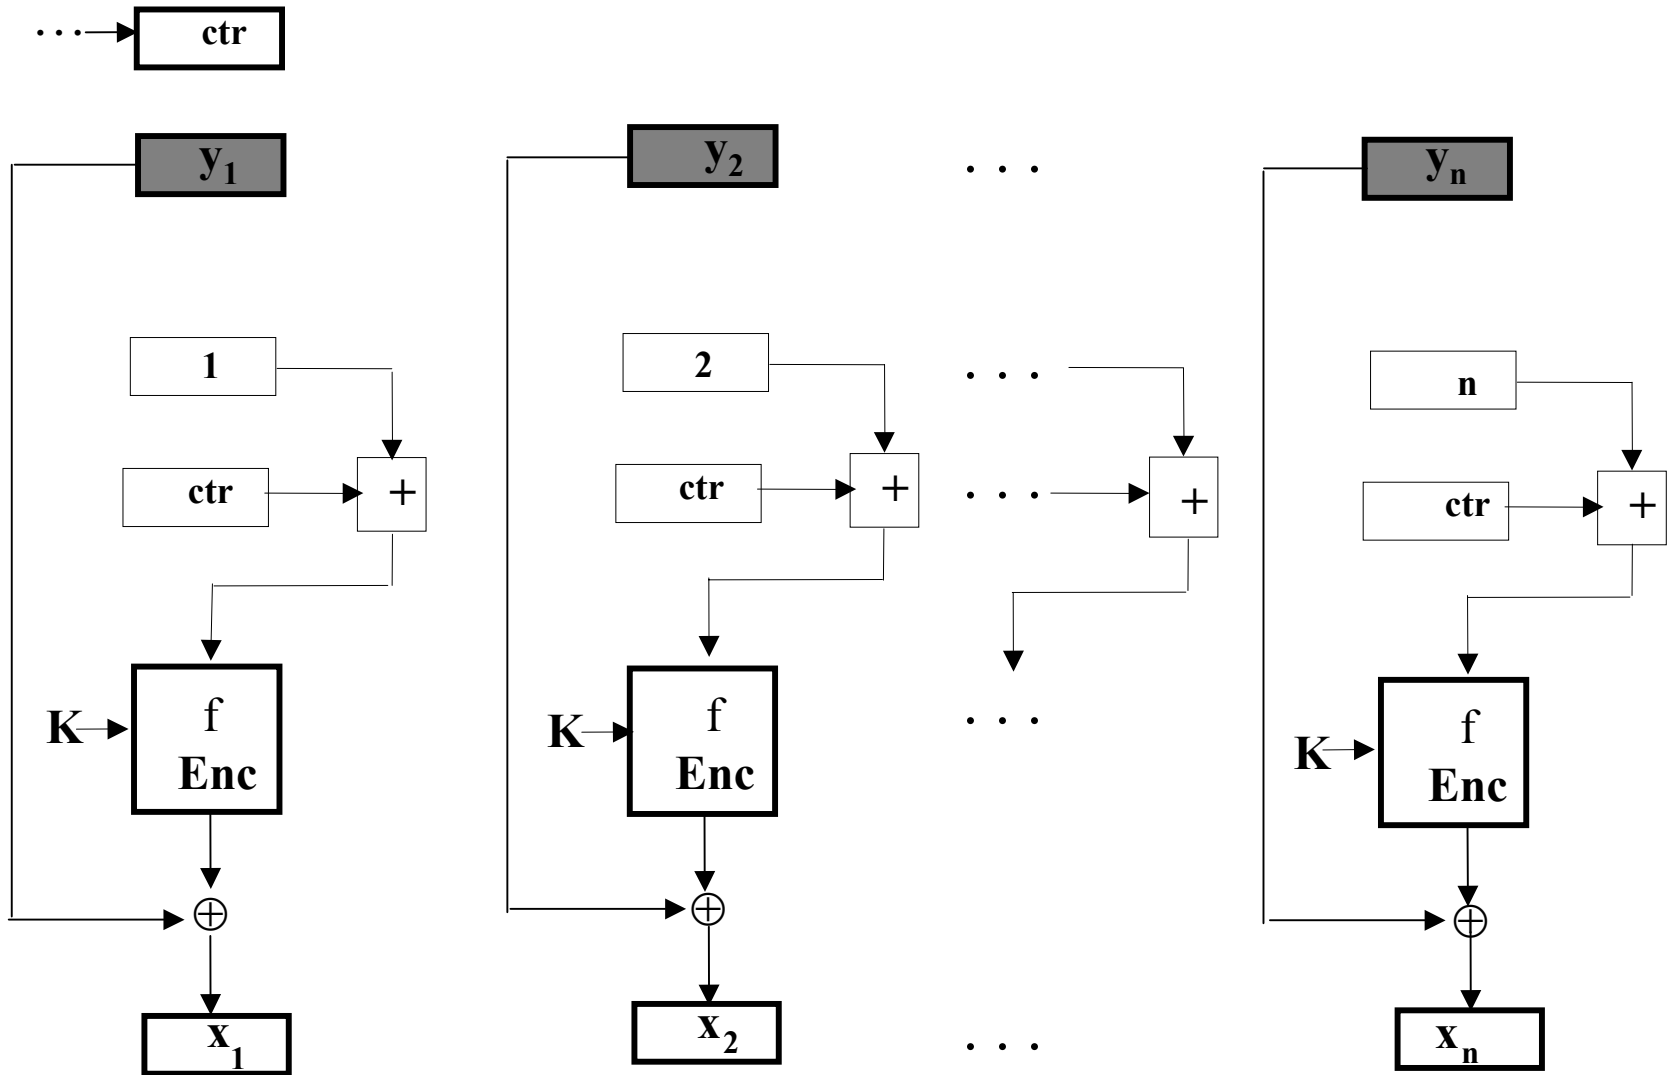 . . . ctr
y1 y2 . . . yn
1 2 . . . n
ctr + ctr + . . . + ctr +
K f Enc K f Enc . . . K f Enc
⊕ ⊕ ⊕
x1 x2 . . . xn